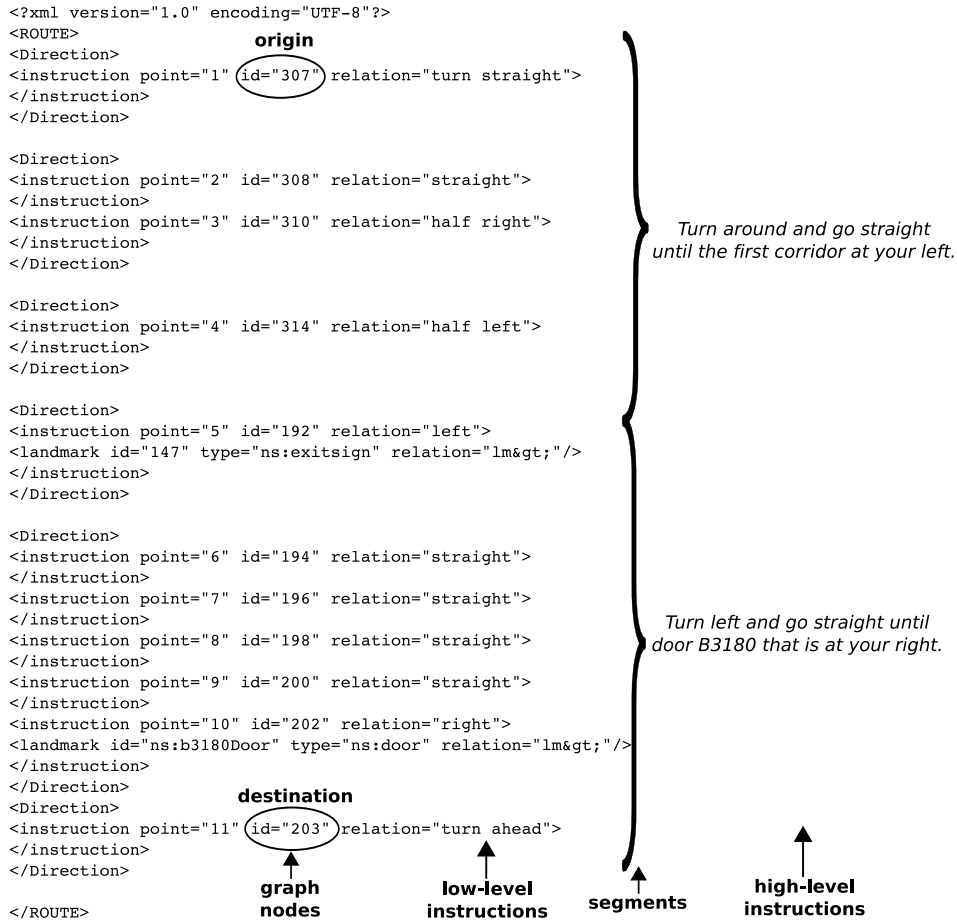 <?xml version="1.0" encoding="UTF-8"?>
<ROUTE>
origin
<Direction>
<instruction point="1" id="307" relation="turn straight">
</instruction>
</Direction>
<Direction>
<instruction point="2" id="308" relation="straight">
</instruction>
<instruction point="3" id="310" relation="half right">
</instruction>
</Direction>
Turn around and go straight
until the first corridor at your left.
<Direction>
<instruction point="4" id="314" relation="half left">
</instruction>
</Direction>
<Direction>
<instruction point="5" id="192" relation="left">
<landmark id="147" type="ns:exitsign" relation="lm&gt;"/>
</instruction>
</Direction>
<Direction>
<instruction point="6" id="194" relation="straight">
</instruction>
<instruction point="7" id="196" relation="straight">
</instruction>
<instruction point="8" id="198" relation="straight">
</instruction>
<instruction point="9" id="200" relation="straight">
</instruction>
<instruction point="10" id="202" relation="right">
<landmark id="ns:b3180Door" type="ns:door" relation="lm&gt;"/>
</instruction>
</Direction>
Turn left and go straight until
door B3180 that is at your right.
destination
<Direction>
<instruction point="11" id="203" relation="turn ahead">
</instruction>
</Direction>
</ROUTE>
graph
nodes
low-level
instructions
segments
high-level
instructions